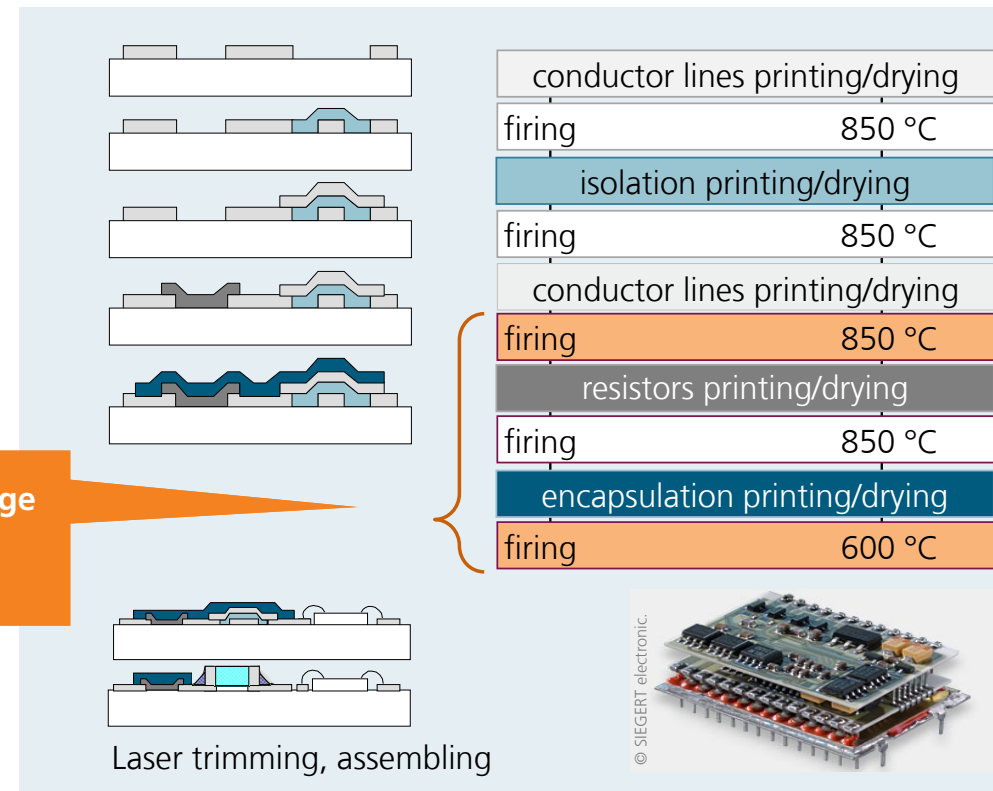 conductor lines printing/drying
firing 850 °C
isolation printing/drying
firing 850 °C
conductor lines printing/drying
firing 850 °C
resistors printing/drying
firing 850 °C
encapsulation printing/drying
firing 600 °C
ge
© SIEGERT electronic.
Laser trimming, assembling